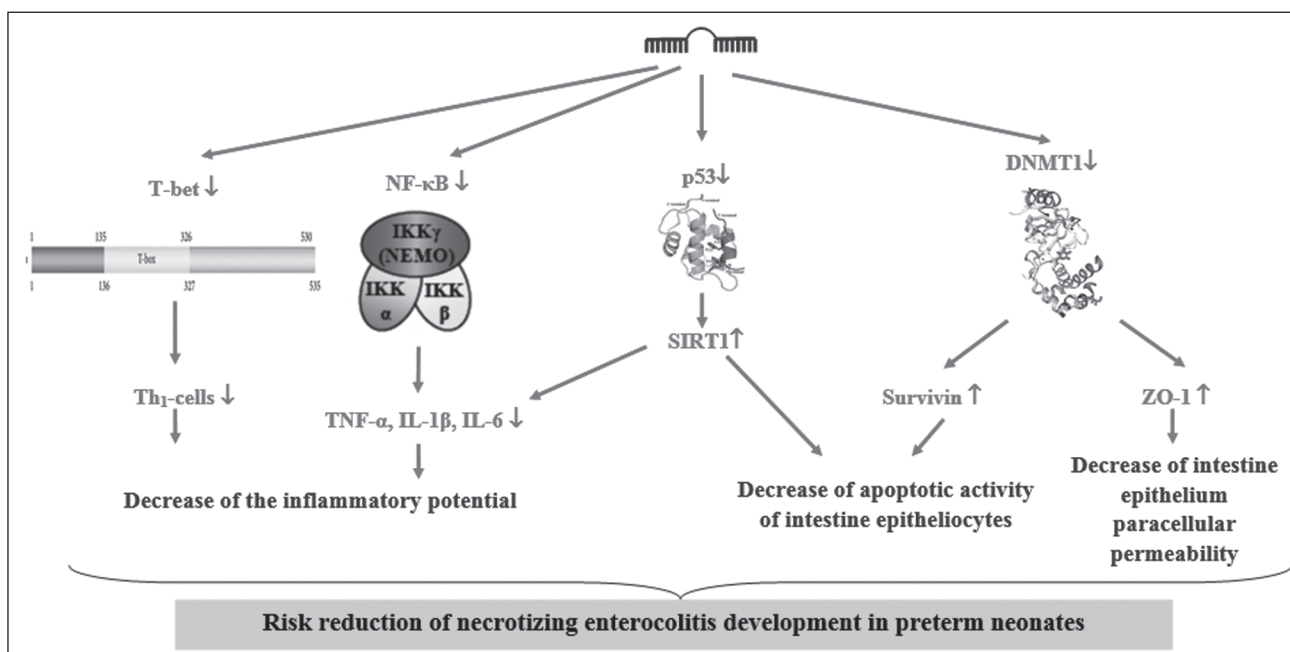 T-bet ↓
NF-κB ↓
p53↓
DNMT1↓
1 135 326 530
T-box
1 136 327 535
IKKγ
(NEMO)
IKK
α
IKK
β
SIRT1↑
Th₁-cells ↓
TNF-α, IL-1β, IL-6 ↓
Survivin ↑
ZO-1 ↑
Decrease of the inflammatory potential
Decrease of apoptotic activity
of intestine epitheliocytes
Decrease of intestine
epithelium
paracellular
permeability
Risk reduction of necrotizing enterocolitis development in preterm neonates